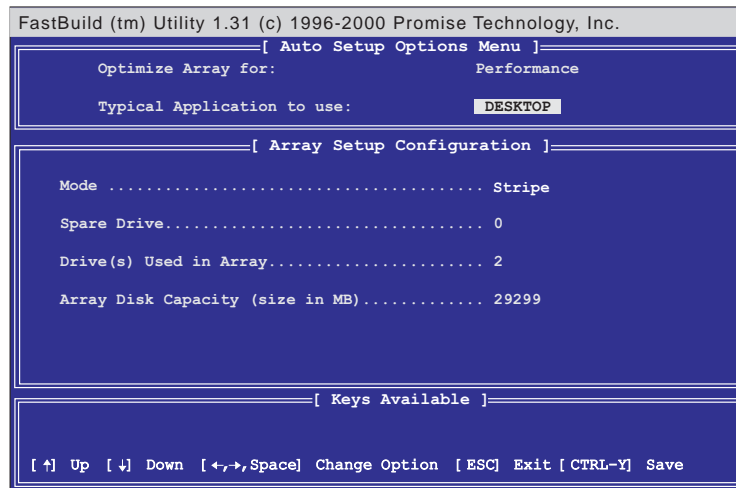 FastBuild (tm) Utility 1.31 (c) 1996-2000 Promise Technology, Inc.
[ Auto Setup Options Menu ]
Optimize Array for: Performance
Typical Application to use: DESKTOP
[ Array Setup Configuration ]
Mode ....................................... Stripe
Spare Drive................................. 0
Drive(s) Used in Array...................... 2
Array Disk Capacity (size in MB)............. 29299
[ Keys Available ]
[ ↑] Up [ ↓] Down [ ←,→,Space] Change Option [ ESC] Exit [ CTRL-Y] Save